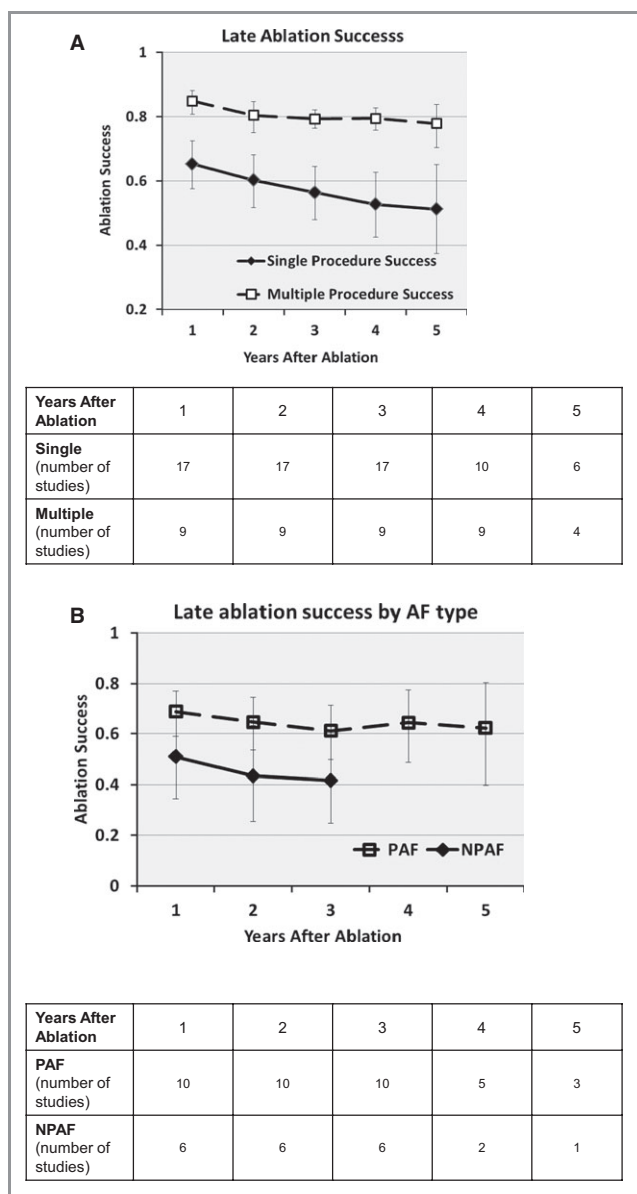 A
Late Ablation Successs
Ablation Success
1
0.8
0.6
0.4
0.2
Single Procedure Success
Multiple Procedure Success
1 2 3 4 5
Years After Ablation
Years After
Ablation
1 2 3 4 5
Single
(number of
studies)
17 17 17 10 6
Multiple
(number of
studies)
9 9 9 9 4
B
Late ablation success by AF type
Ablation Success
1
0.8
0.6
0.4
0.2
0
PAF NPAF
1 2 3 4 5
Years After Ablation
Years After
Ablation
1 2 3 4 5
PAF
(number of
studies)
10 10 10 5 3
NPAF
(number of
studies)
6 6 6 2 1